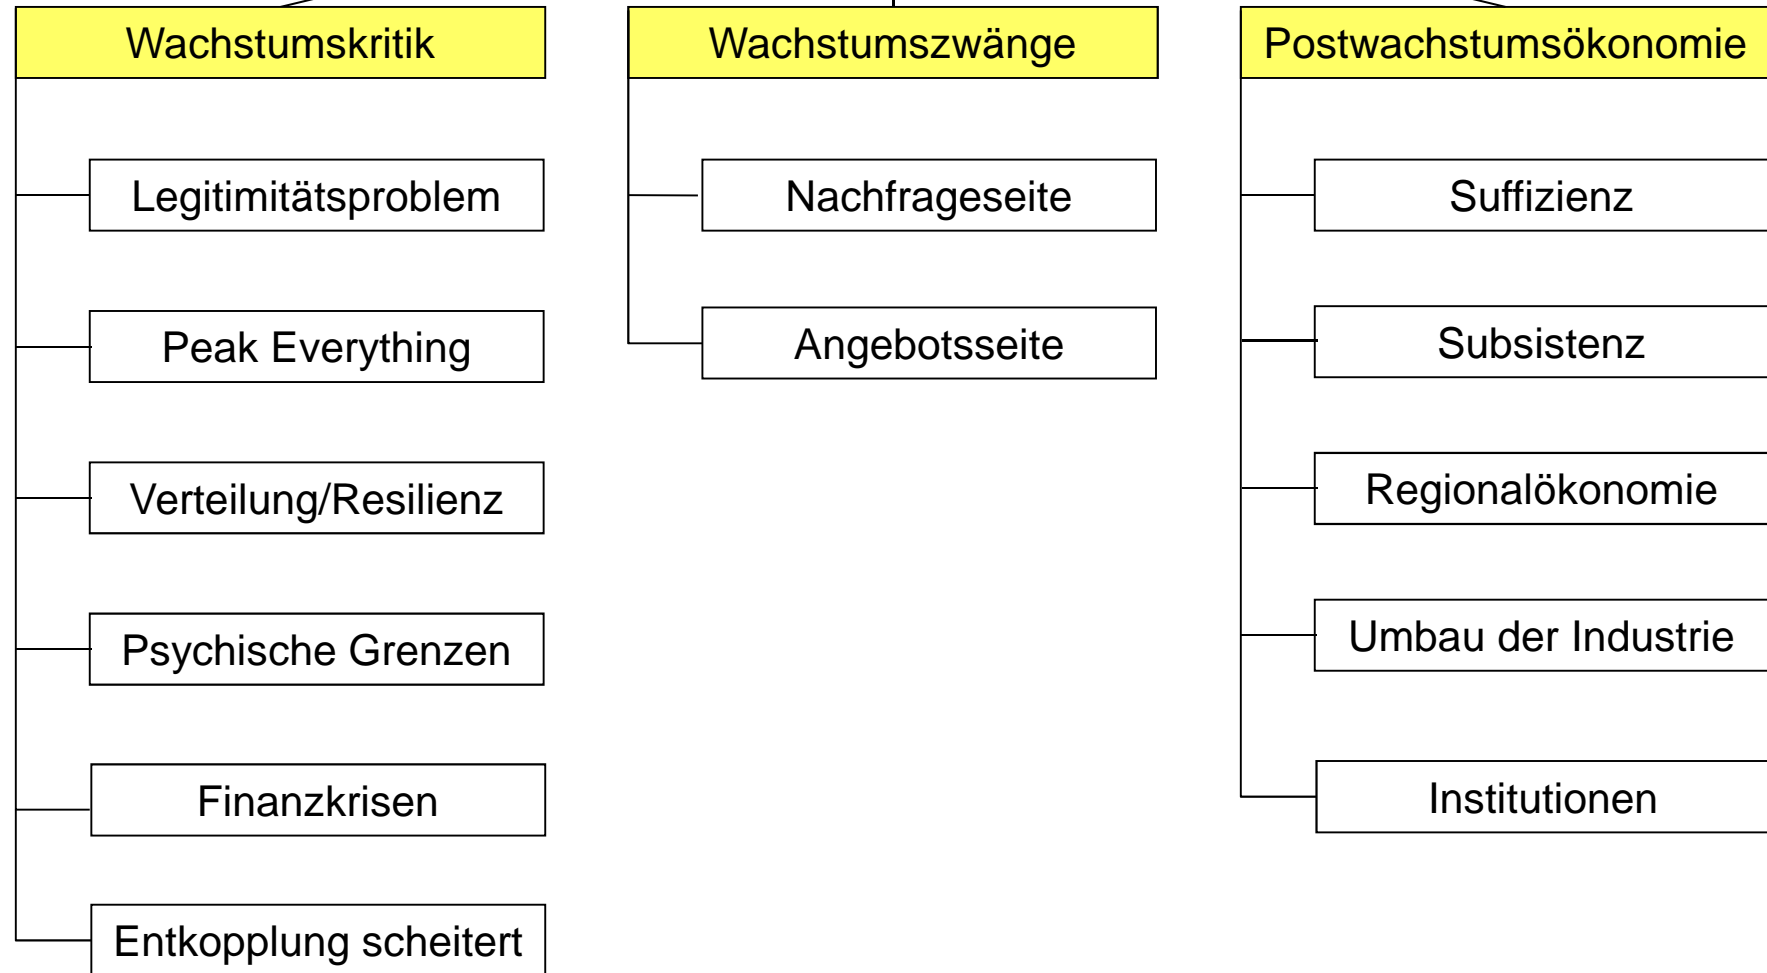 Wachstumskritik
Legitimitätsproblem
Peak Everything
Verteilung/Resilienz
Psychische Grenzen
Finanzkrisen
Entkopplung scheitert
Wachstumszwänge
Nachfrageseite
Angebotsseite
Postwachstumsökonomie
Suffizienz
Subsistenz
Regionalökonomie
Umbau der Industrie
Institutionen